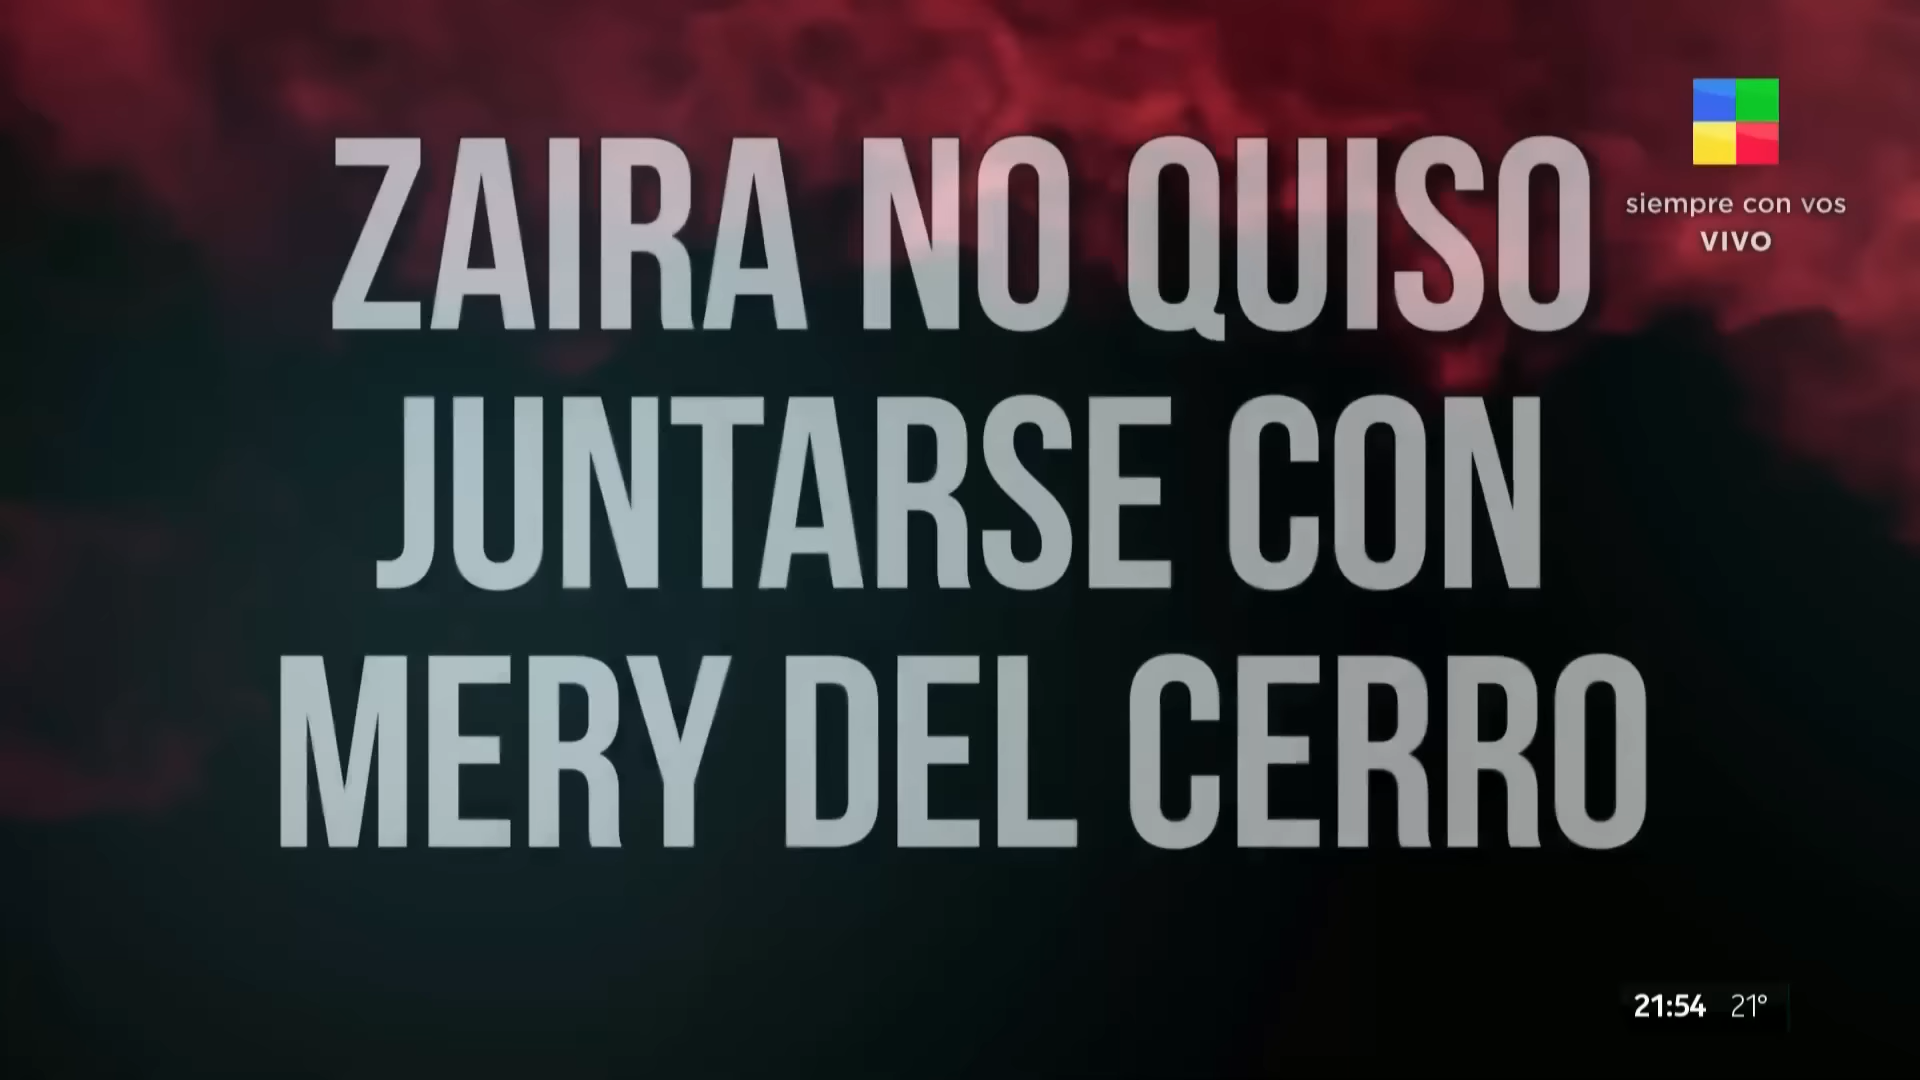 ZAIRA NO QUISO
JUNTARSE CON
MERY DEL CERRO
siempre con vos
VIVO
21:54 21°